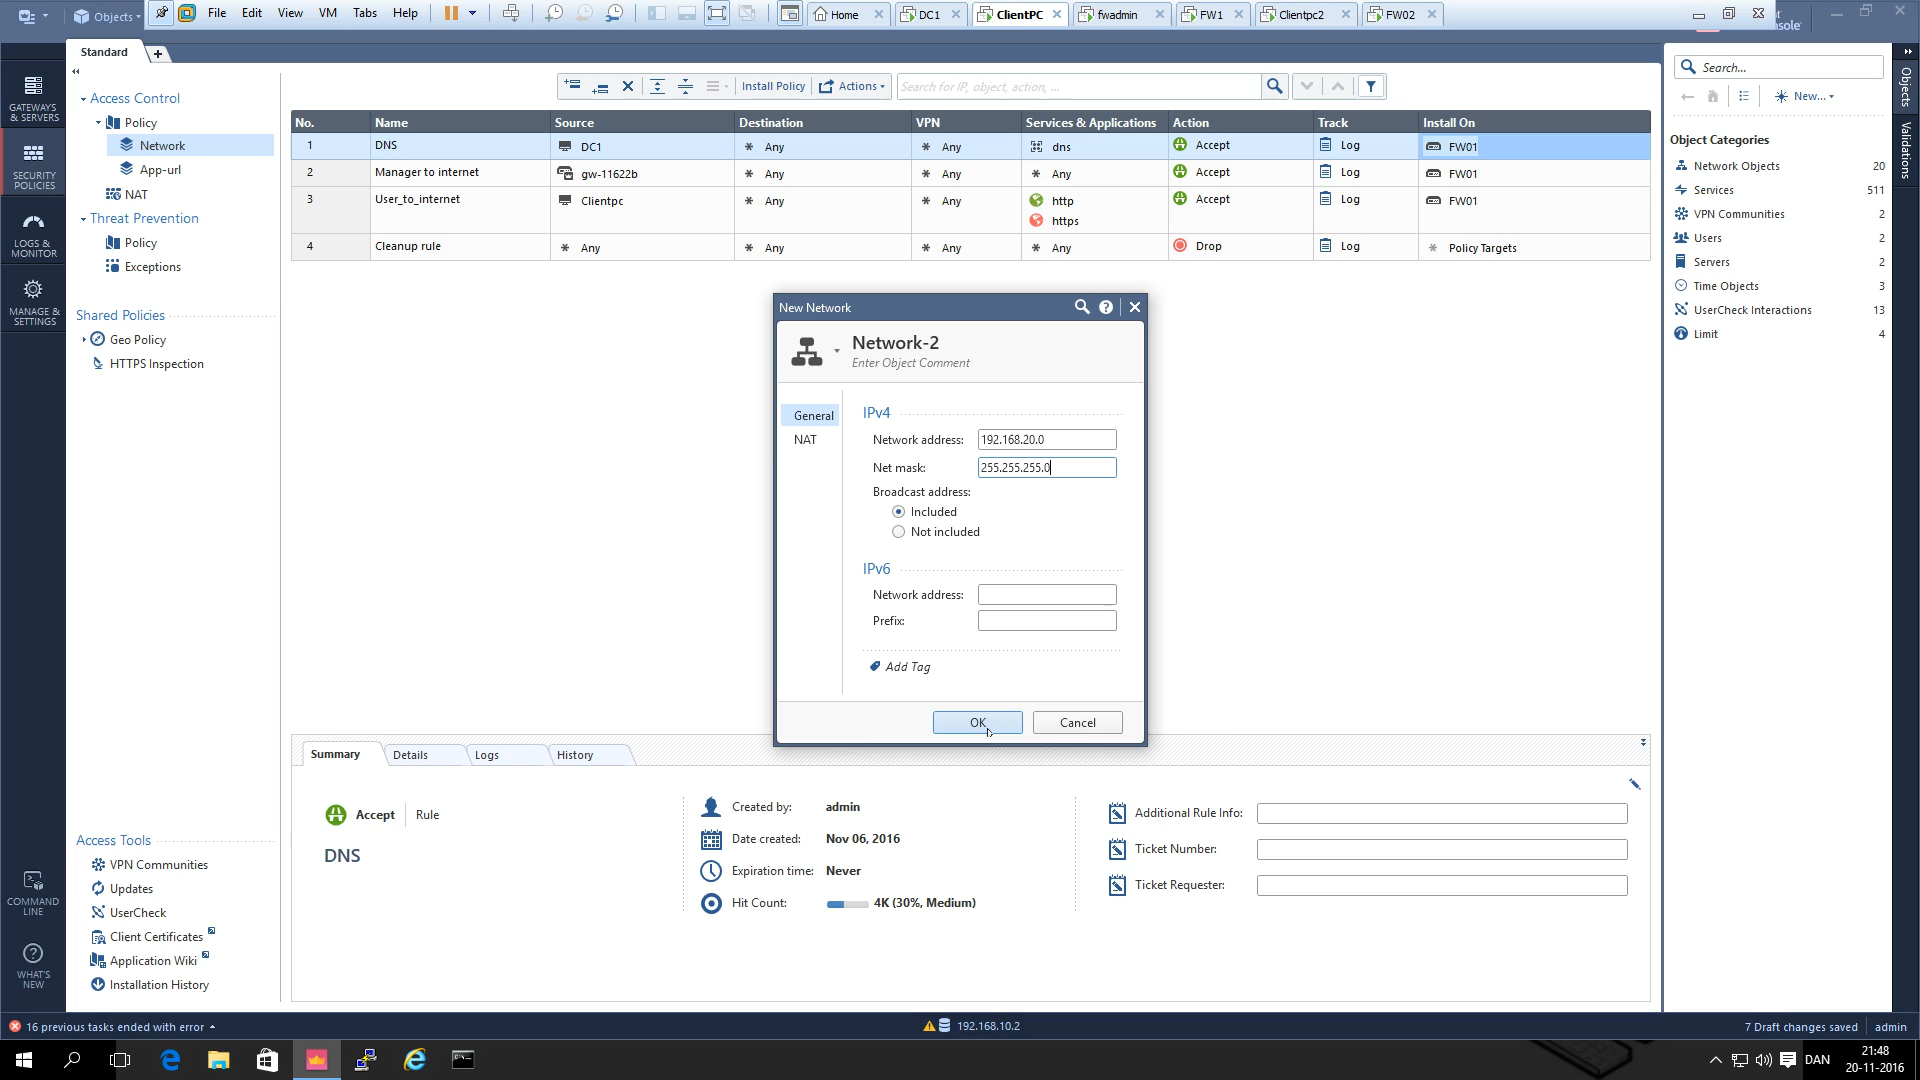 Objects
File Edit View VM Tabs Help
Home DC1 ClientPC fwadmin FW1 Clientpc2 FW02
Standard
GATEWAYS & SERVERS
SECURITY POLICIES
LOGS & MONITOR
MANAGE & SETTINGS
COMMAND LINE
WHAT'S NEW
Access Control
Policy
Network
App-url
NAT
Threat Prevention
Policy
Exceptions
Shared Policies
Geo Policy
HTTPS Inspection
Access Tools
VPN Communities
Updates
UserCheck
Client Certificates
Application Wiki
Installation History
Install Policy Actions Search for IP, object, action, ...
No. Name Source Destination VPN Services & Applications Action Track Install On
1 DNS DC1 Any Any dns Accept Log FW01
2 Manager to internet gw-11622b Any Any Any Accept Log FW01
3 User_to_internet Clientpc Any Any http Accept Log FW01
https
4 Cleanup rule Any Any Any Any Drop Log Policy Targets
New Network
Network-2
Enter Object Comment
General
NAT
IPv4
Network address: 192.168.20.0
Net mask: 255.255.255.0
Broadcast address:
Included
Not included
IPv6
Network address:
Prefix:
Add Tag
OK Cancel
Summary Details Logs History
Accept Rule
DNS
Created by: admin
Date created: Nov 06, 2016
Expiration time: Never
Hit Count: 4K (30%, Medium)
Additional Rule Info:
Ticket Number:
Ticket Requester:
Search...
New...
Object Categories
Network Objects 20
Services 511
VPN Communities 2
Users 2
Servers 2
Time Objects 3
UserCheck Interactions 13
Limit 4
Objects
Validations
16 previous tasks ended with error
192.168.10.2
7 Draft changes saved admin
DAN
21:48
20-11-2016